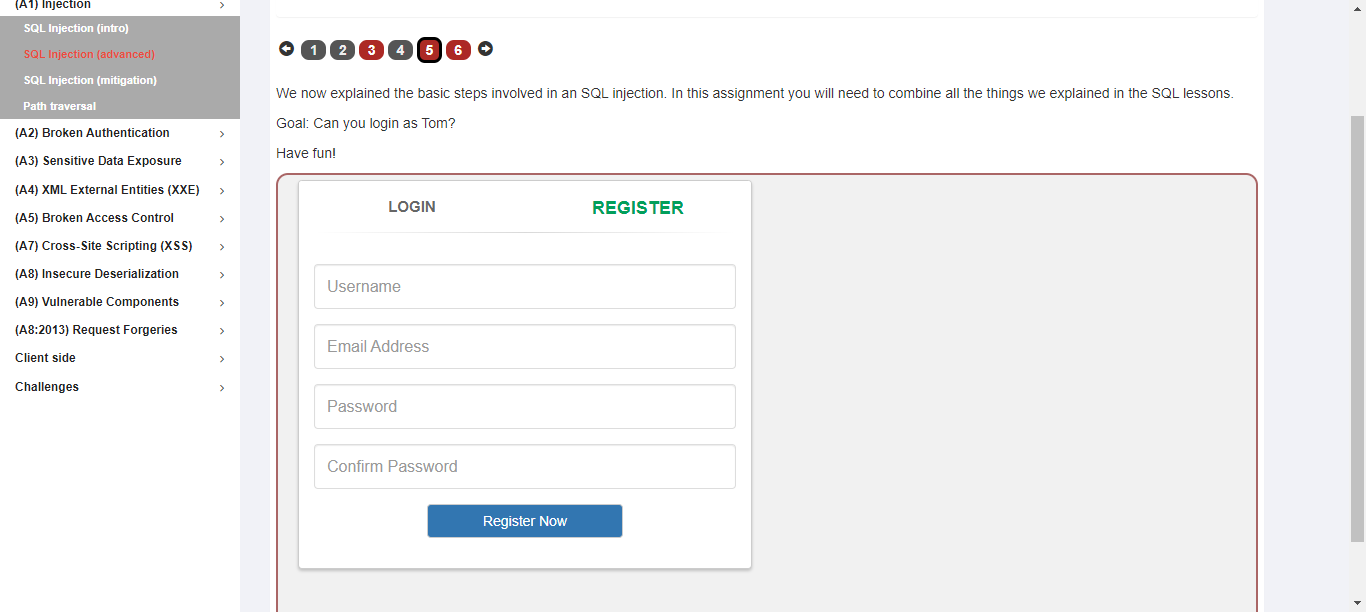 (A1) Injection
SQL Injection (intro)
SQL Injection (advanced)
SQL Injection (mitigation)
Path traversal
(A2) Broken Authentication
(A3) Sensitive Data Exposure
(A4) XML External Entities (XXE)
(A5) Broken Access Control
(A7) Cross-Site Scripting (XSS)
(A8) Insecure Deserialization
(A9) Vulnerable Components
(A8:2013) Request Forgeries
Client side
Challenges
1 2 3 4 5 6
We now explained the basic steps involved in an SQL injection. In this assignment you will need to combine all the things we explained in the SQL lessons.
Goal: Can you login as Tom?
Have fun!
LOGIN REGISTER
Username
Email Address
Password
Confirm Password
Register Now